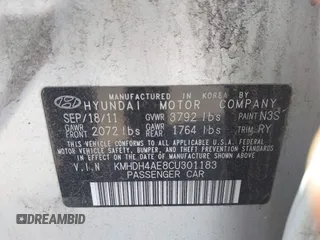 MANUFACTURED BY
HYUNDAI MOTOR COMPANY
SEP/18/11 GVWR 3792 lbs PAINT N3S
GAWR FRONT 2072 lbs GAWR REAR 1764 lbs TRIM RY
THIS VEHICLE CONFORMS TO ALL APPLICABLE
U.S.A. FEDERAL MOTOR VEHICLE SAFETY, BUMPER,
AND THEFT PREVENTION STANDARDS IN EFFECT ON
THE DATE OF MANUFACTURE SHOWN ABOVE.
V.I.N KMHDH4AE8CU301183
PASSENGER CAR
DREAMBID